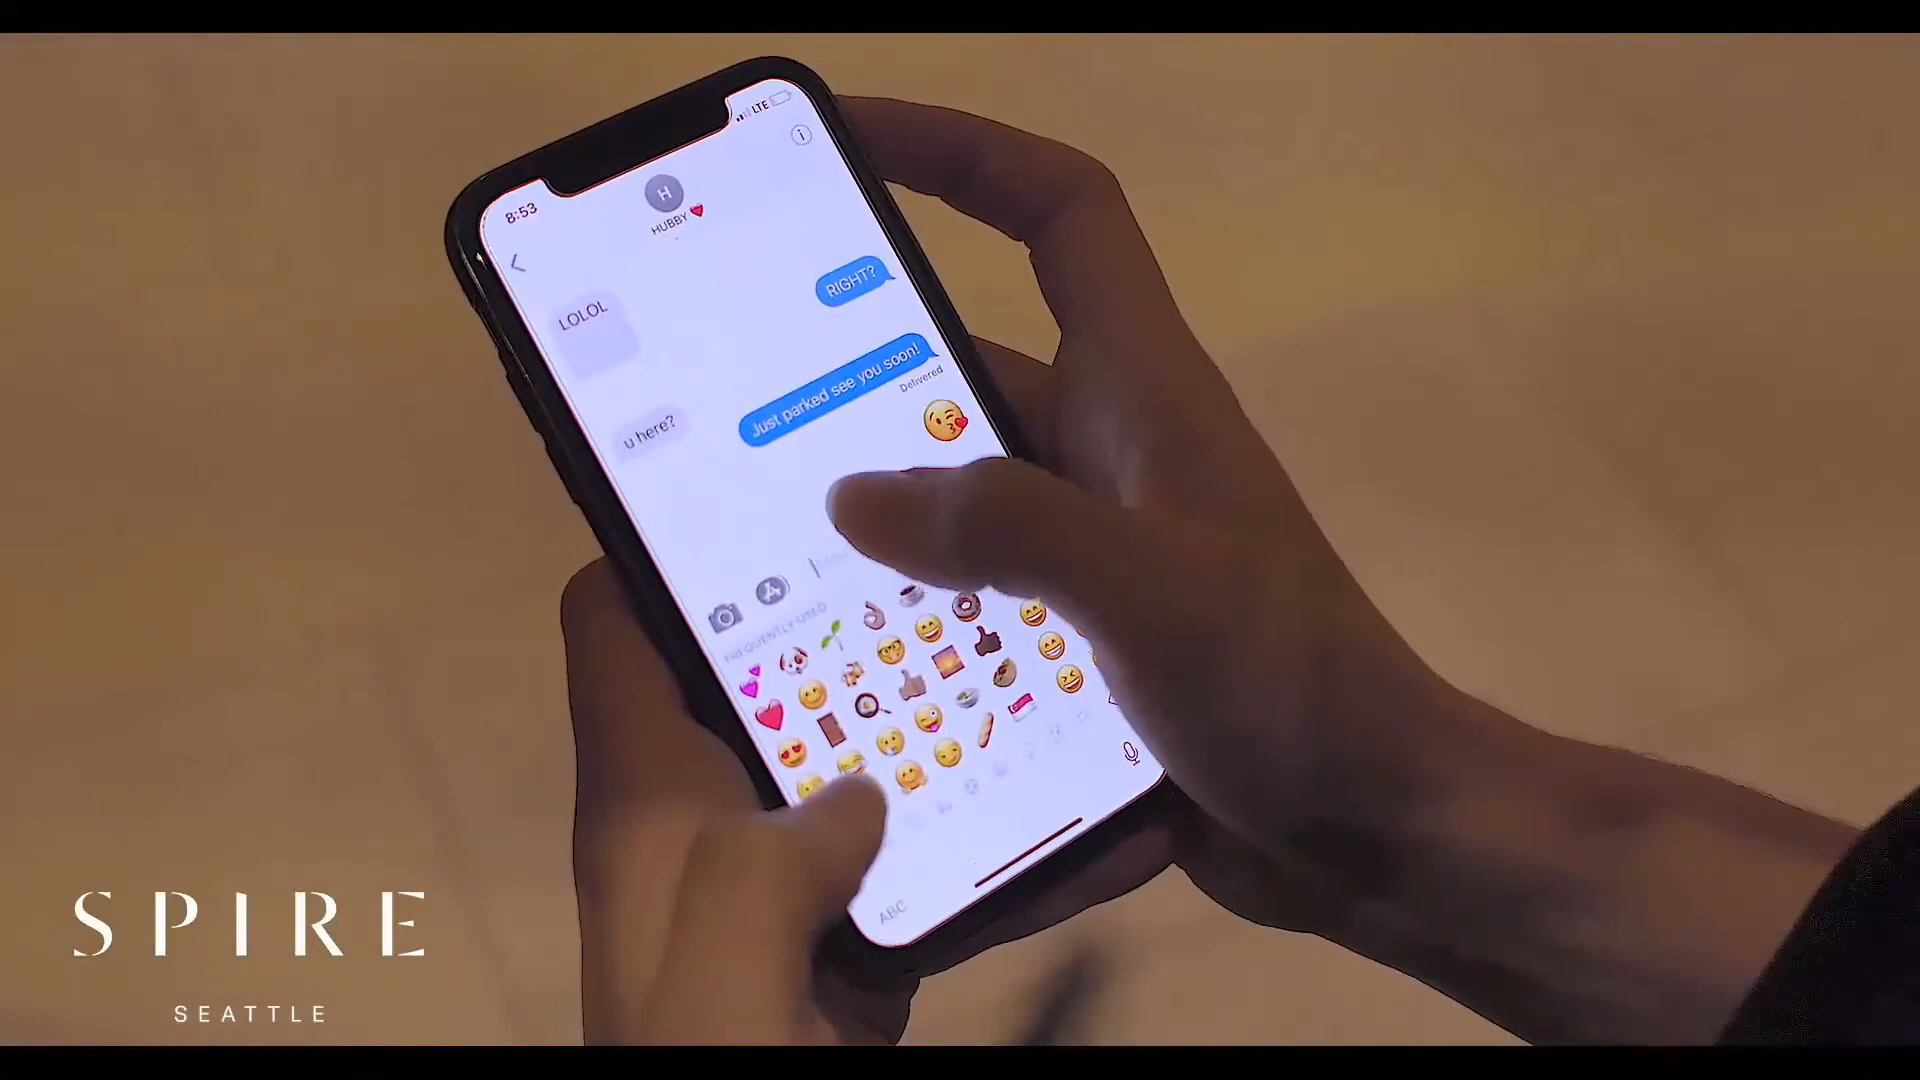 LTE
8:53
H
HUBBY ❤️
RIGHT?
LOLOL
Just parked see you soon!
Delivered
u here?
FREQUENTLY USED
ABC
SPIRE
SEATTLE